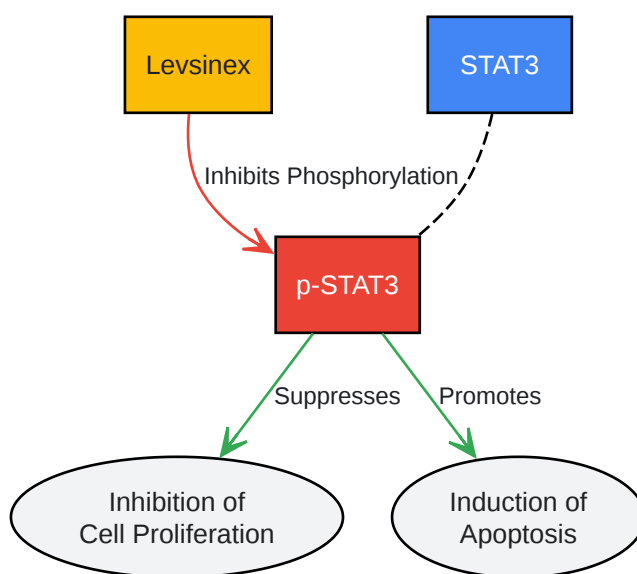 Levsinex
STAT3
Inhibits Phosphorylation
p-STAT3
Suppresses
Promotes
Inhibition of
Cell Proliferation
Induction of
Apoptosis